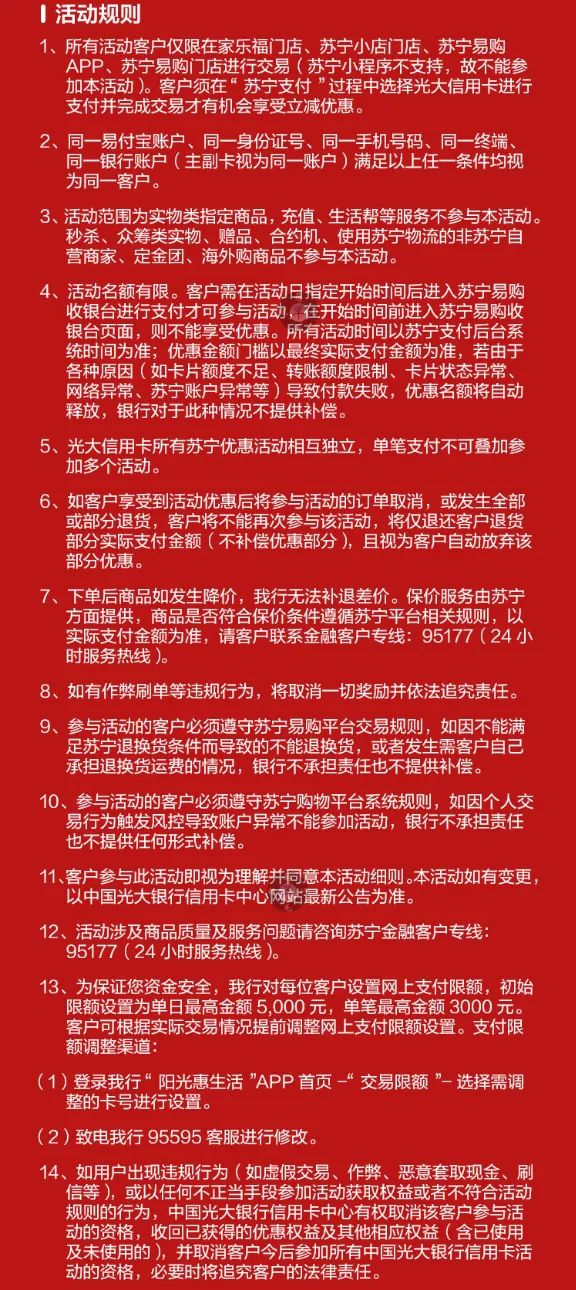 活动规则
1、所有活动客户仅限在家乐福门店、苏宁小店门店、苏宁易购
APP、苏宁易购门店进行交易(苏宁小程序不支持，故不能参
加本活动)。客户须在“苏宁支付”过程中选择光大信用卡进行
支付并完成交易才有机会享受立减优惠。
2、同一易付宝账户、同一身份证号、同一手机号码、同一终端、
同一银行账户(主副卡视为同一账户)满足以上任一条件均视
为同一客户。
3、活动范围为实物类指定商品，充值、生活帮等服务不参与本活动。
秒杀、众筹类实物、赠品、合约机、使用苏宁物流的非苏宁自
营商家、定金团、海外购商品不参与本活动。
4、活动名额有限。客户需在活动日指定开始时间后进入苏宁易购
收银台进行支付才可参与活动，在开始时间前进入苏宁易购收
银台页面，则不能享受优惠。所有活动时间以苏宁支付后台系
统时间为准；优惠金额门槛以最终实际支付金额为准，若由于
各种原因(如卡片额度不足、转账额度限制、卡片状态异常、
网络异常、苏宁账户异常等)导致付款失败，优惠名额将自动
释放，银行对于此种情况不提供补偿。
5、光大信用卡所有苏宁优惠活动相互独立，单笔支付不可叠加参
加多个活动。
6、如客户享受到活动优惠后将参与活动的订单取消，或发生全部
或部分退货，客户将不能再次参与该活动，将仅退还客户退货
部分实际支付金额(不补偿优惠部分)，且视为客户自动放弃该
部分优惠。
7、下单后商品如发生降价，我行无法补退差价。保价服务由苏宁
方面提供，商品是否符合保价条件遵循苏宁平台相关规则，以
实际支付金额为准，请客户联系金融客户专线：95177(24小
时服务热线)。
8、如有作弊刷单等违规行为，将取消一切奖励并依法追究责任。
9、参与活动的客户必须遵守苏宁易购平台交易规则，如因不能满
足苏宁退换货条件而导致的不能退换货，或者发生需客户自己
承担退换货运费的情况，银行不承担责任也不提供补偿。
10、参与活动的客户必须遵守苏宁购物平台系统规则，如因个人交
易行为触发风控导致账户异常不能参加活动，银行不承担责任
也不提供任何形式补偿。
11、客户参与此活动即视为理解并同意本活动细则。本活动如有变更，
以中国光大银行信用卡中心网站最新公告为准。
12、活动涉及商品质量及服务问题请咨询苏宁金融客户专线：
95177(24小时服务热线)。
13、为保证您资金安全，我行对每位客户设置网上支付限额，初始
限额设置为单日最高金额5,000元，单笔最高金额3000元。
客户可根据实际交易情况提前调整网上支付限额设置。支付限
额调整渠道：
(1)登录我行“阳光惠生活”APP首页-“交易限额”-选择需调
整的卡号进行设置。
(2)致电我行95595客服进行修改。
14、如用户出现违规行为(如虚假交易、作弊、恶意套取现金、刷
信等)，或以任何不正当手段参加活动获取权益或者不符合活动
规则的行为，中国光大银行信用卡中心有权取消该客户参与活
动的资格，收回已获得的优惠权益及其他相应权益(含已使用
及未使用的)，并取消客户今后参加所有中国光大银行信用卡活
动的资格，必要时将追究客户的法律责任。